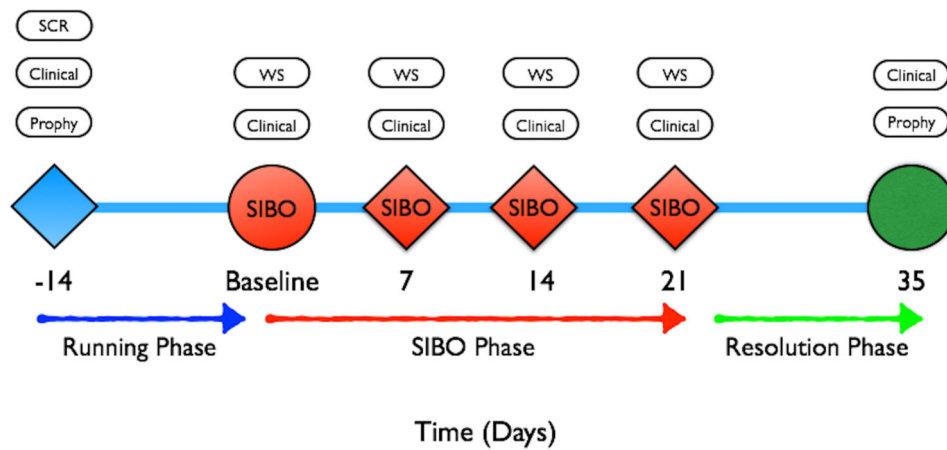 SCR
Clinical WS WS WS WS Clinical
Prophy Clinical Clinical Clinical Clinical Prophy
SIBO SIBO SIBO SIBO
-14 Baseline 7 14 21 35
Running Phase SIBO Phase Resolution Phase
Time (Days)